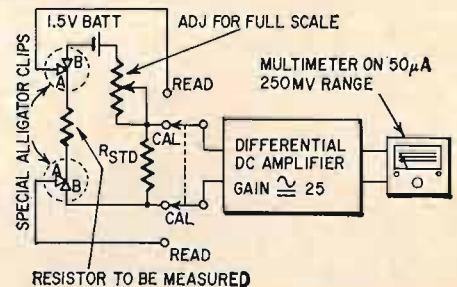 1.5V BATT
ADJ FOR FULL SCALE
SPECIAL ALLIGATOR CLIPS
B
A
READ
MULTIMETER ON 50µA
250MV RANGE
CAL
RSTD
A
B
CAL
DIFFERENTIAL
DC AMPLIFIER
GAIN ≅ 25
READ
RESISTOR TO BE MEASURED